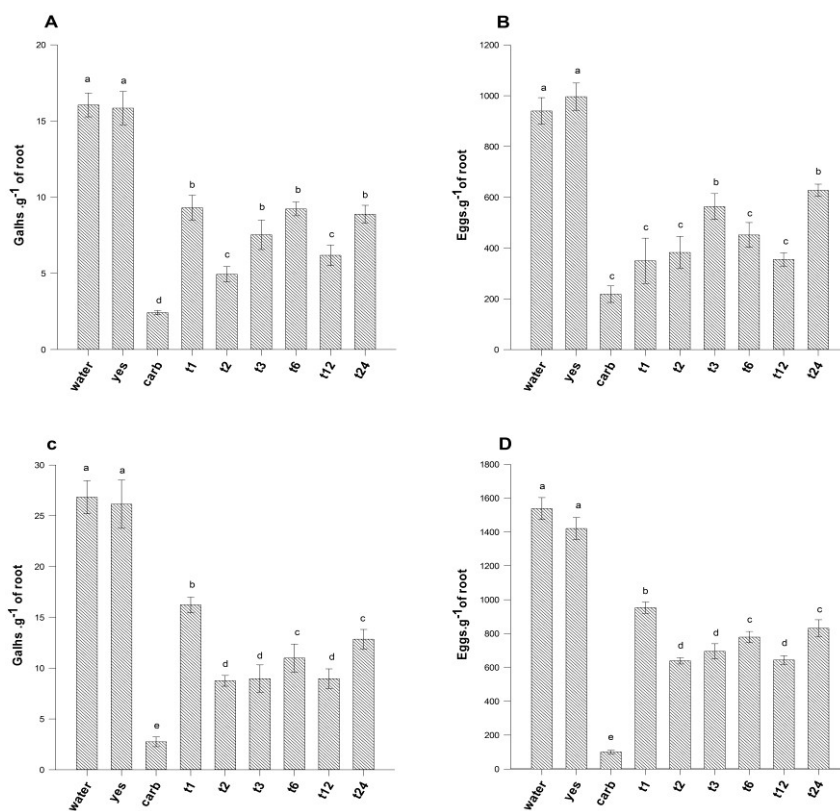 A
Galhs .g-1 of root
20
15
10
5
0
a
a
d
b
c
b
b
c
b
water
yes
carb
t1
t2
t3
t6
t12
t24
B
Eggs.g-1 of root
1200
1000
800
600
400
200
0
a
a
c
c
c
b
c
c
b
water
yes
carb
t1
t2
t3
t6
t12
t24
c
Galhs .g-1 of root
30
25
20
15
10
5
0
a
a
e
b
d
d
c
d
c
water
yes
carb
t1
t2
t3
t6
t12
t24
D
Eggs.g-1 of root
1800
1600
1400
1200
1000
800
600
400
200
0
a
a
e
b
d
d
c
d
c
water
yes
carb
t1
t2
t3
t6
t12
t24